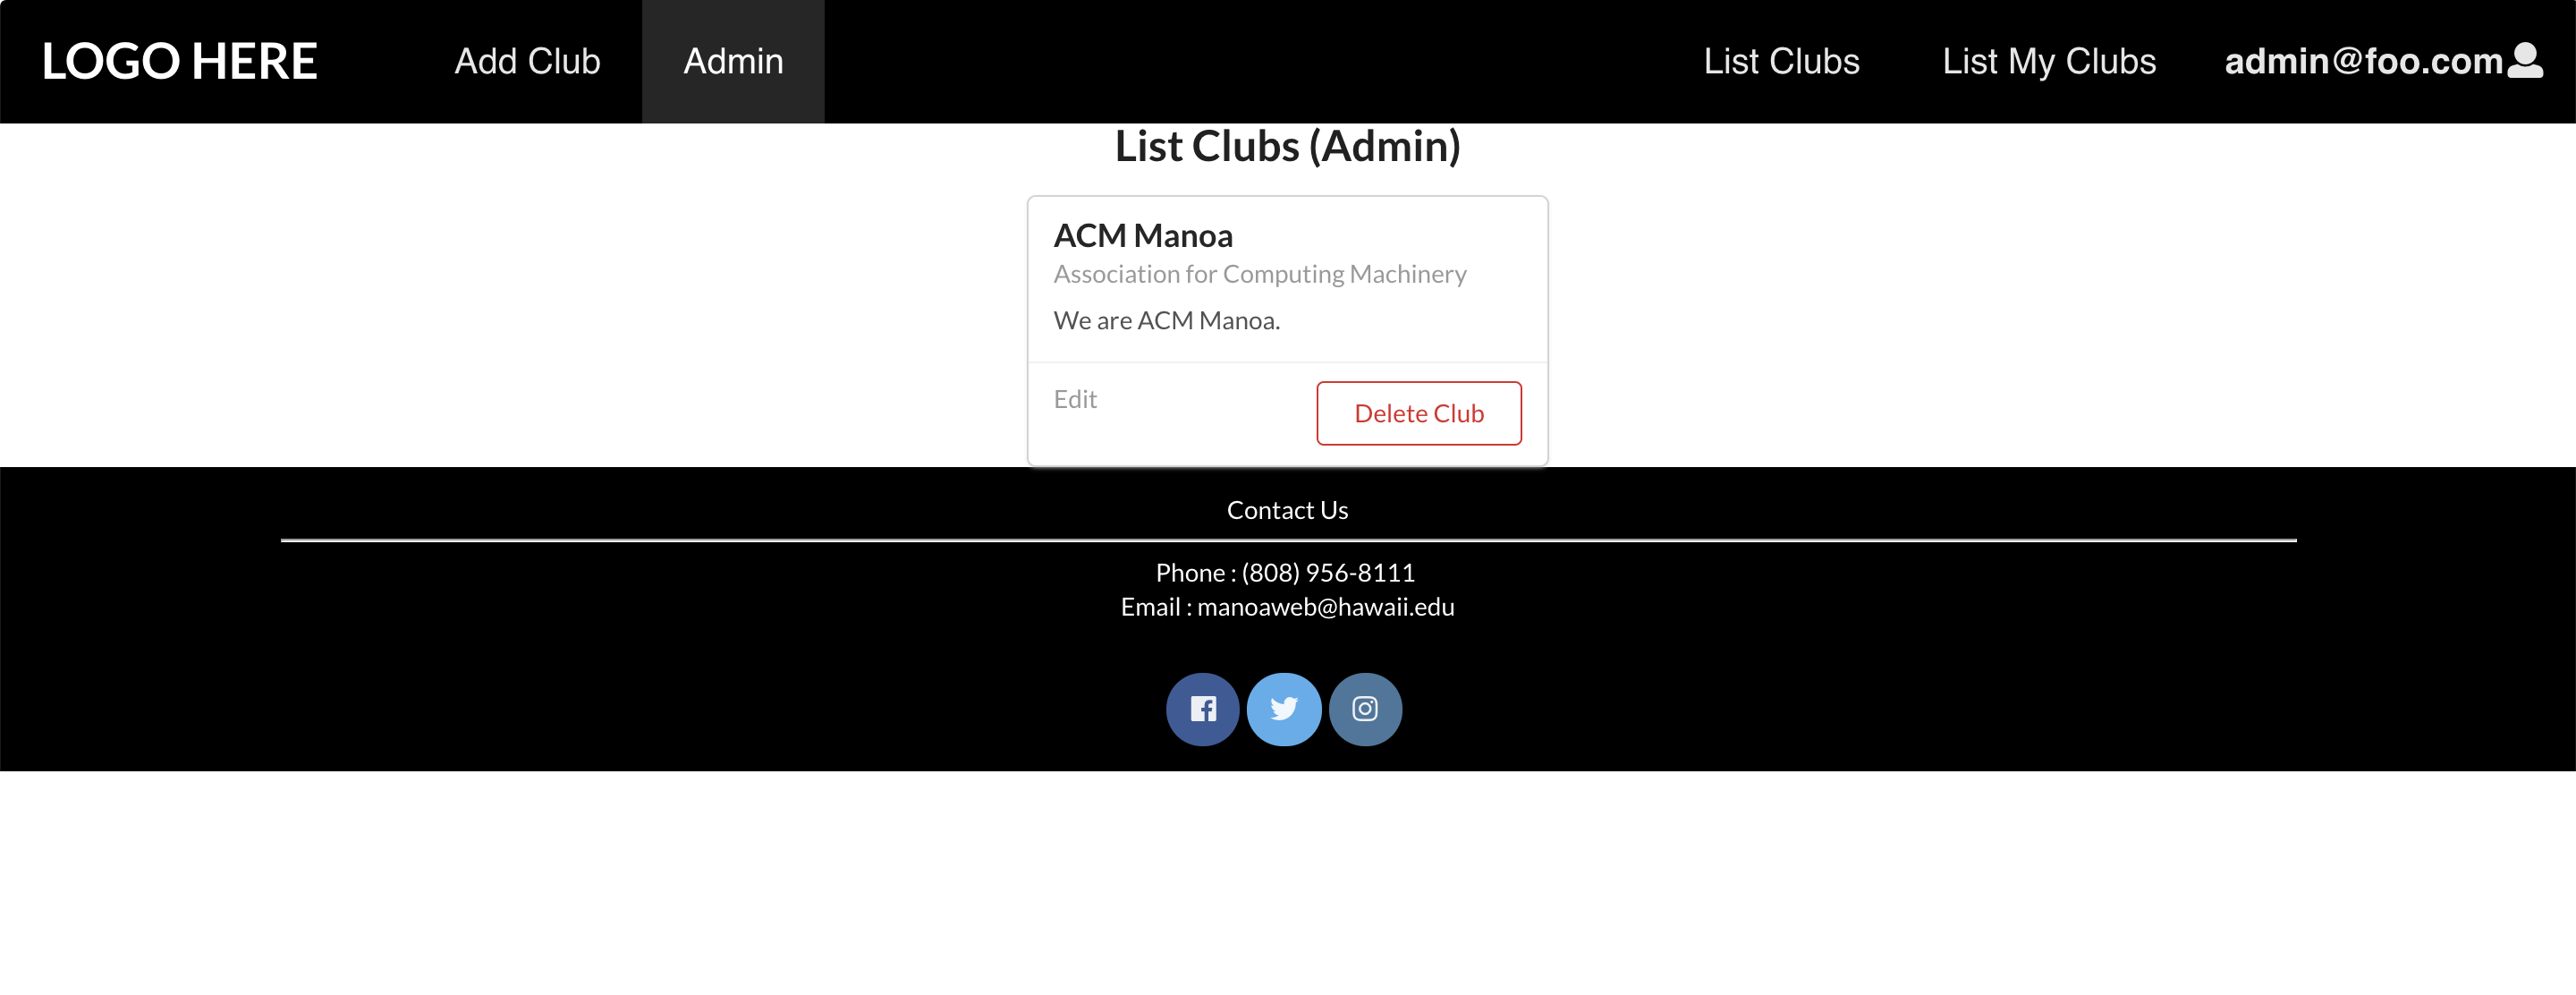 LOGO HERE Add Club Admin List Clubs List My Clubs admin@foo.com
List Clubs (Admin)
ACM Manoa
Association for Computing Machinery
We are ACM Manoa.
Edit Delete Club
Contact Us
Phone : (808) 956-8111
Email : manoaweb@hawaii.edu